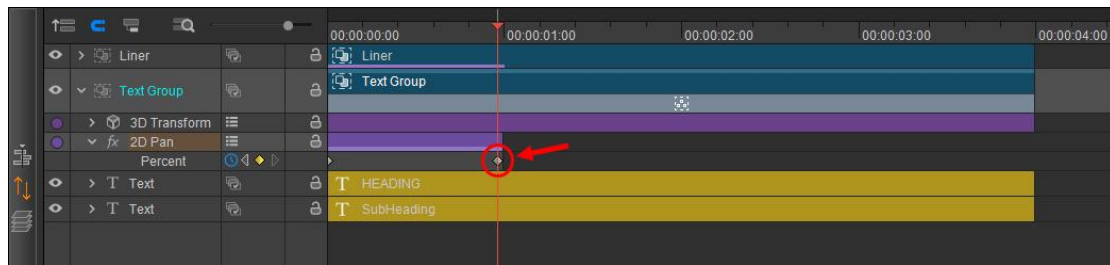 00:00:00:00 00:00:01:00 00:00:02:00 00:00:03:00 00:00:04:00
Liner Liner
Text Group Text Group
3D Transform
fx 2D Pan
Percent
T Text T HEADING
T Text T SubHeading